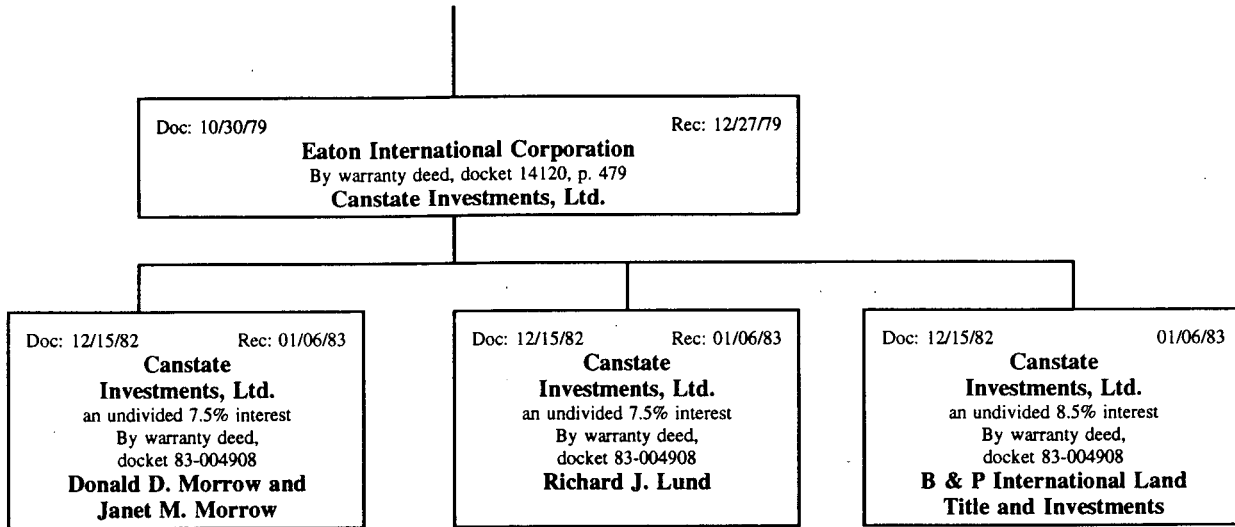 Doc: 10/30/79 Rec: 12/27/79
Eaton International Corporation
By warranty deed, docket 14120, p. 479
Canstate Investments, Ltd.
Doc: 12/15/82 Rec: 01/06/83
Canstate
Investments, Ltd.
an undivided 7.5% interest
By warranty deed,
docket 83-004908
Donald D. Morrow and
Janet M. Morrow
Doc: 12/15/82 Rec: 01/06/83
Canstate
Investments, Ltd.
an undivided 7.5% interest
By warranty deed,
docket 83-004908
Richard J. Lund
Doc: 12/15/82 01/06/83
Canstate
Investments, Ltd.
an undivided 8.5% interest
By warranty deed,
docket 83-004908
B & P International Land
Title and Investments